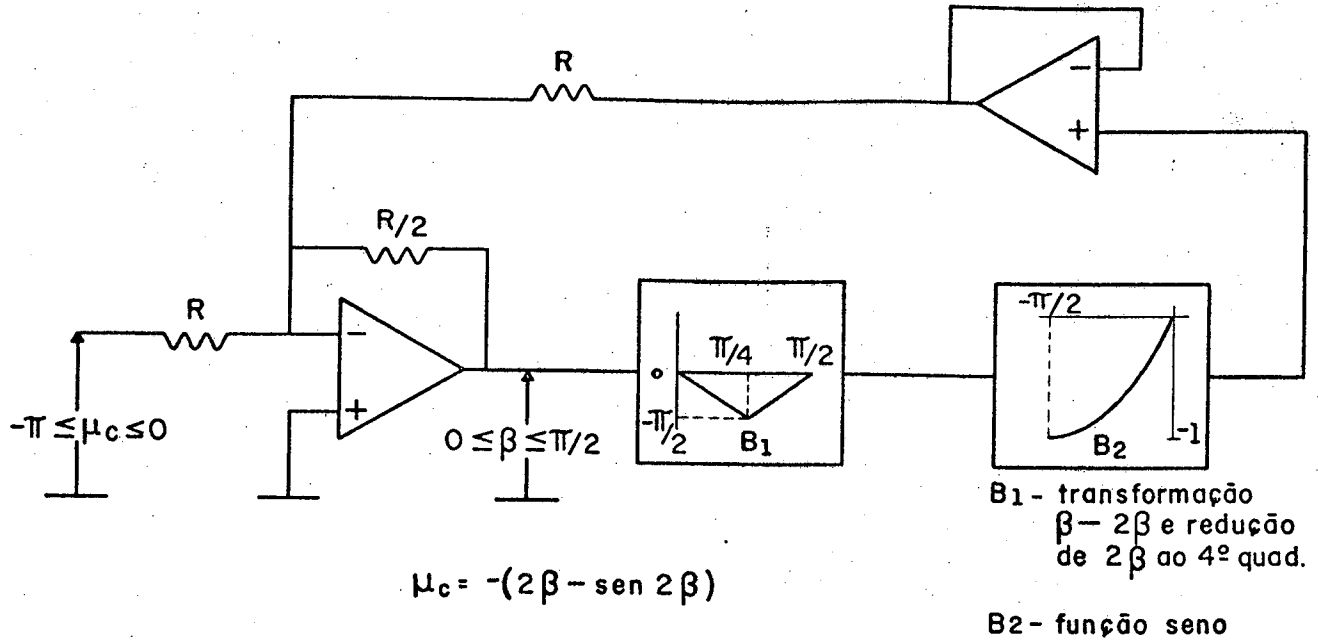 R
−
+
R/2
R
−
+
−π ≤ μc ≤ 0
0 ≤ β ≤ π/2
0
π/4
π/2
−π/2
B1
−π/2
−1
B2
B1 - transformação
β − 2β e redução
de 2β ao 4º quad.
μc = -(2β − sen 2β)
B2 - função seno